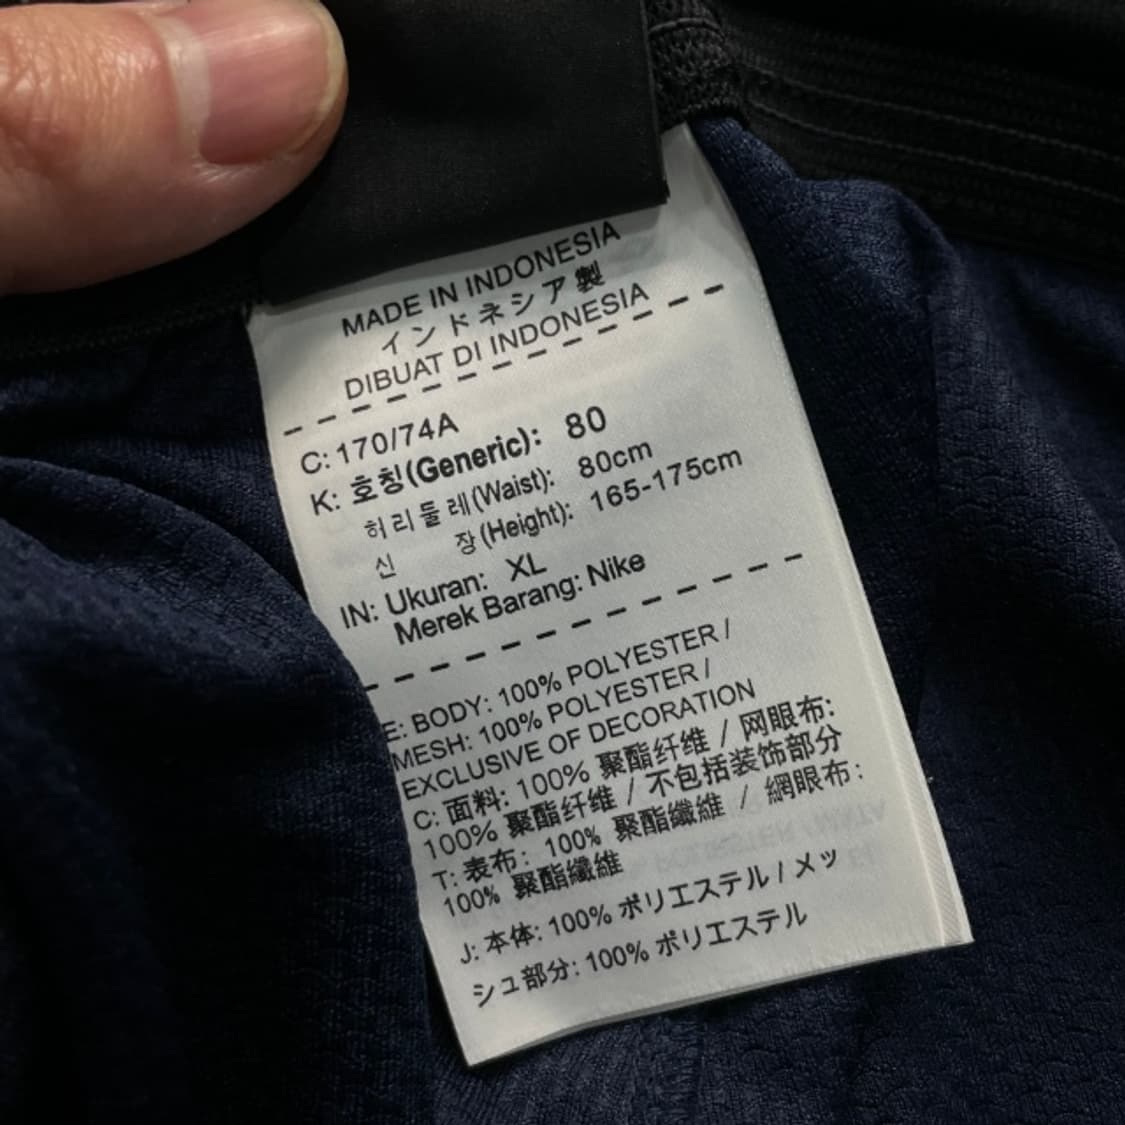 MADE IN INDONESIA
インドネシア製
DIBUAT DI INDONESIA
C: 170/74A
K: 호칭(Generic): 80
허리둘레(Waist): 80cm
신 장(Height): 165-175cm
IN: Ukuran: XL
Merek Barang: Nike
E: BODY: 100% POLYESTER /
MESH: 100% POLYESTER /
EXCLUSIVE OF DECORATION
C: 面料: 100% 聚酯纤维 / 网眼布:
100% 聚酯纤维 / 不包括装饰部分
T: 表布: 100% 聚酯纖維 / 網眼布:
100% 聚酯纖維
J: 本体: 100% ポリエステル / メッ
シュ部分: 100% ポリエステル